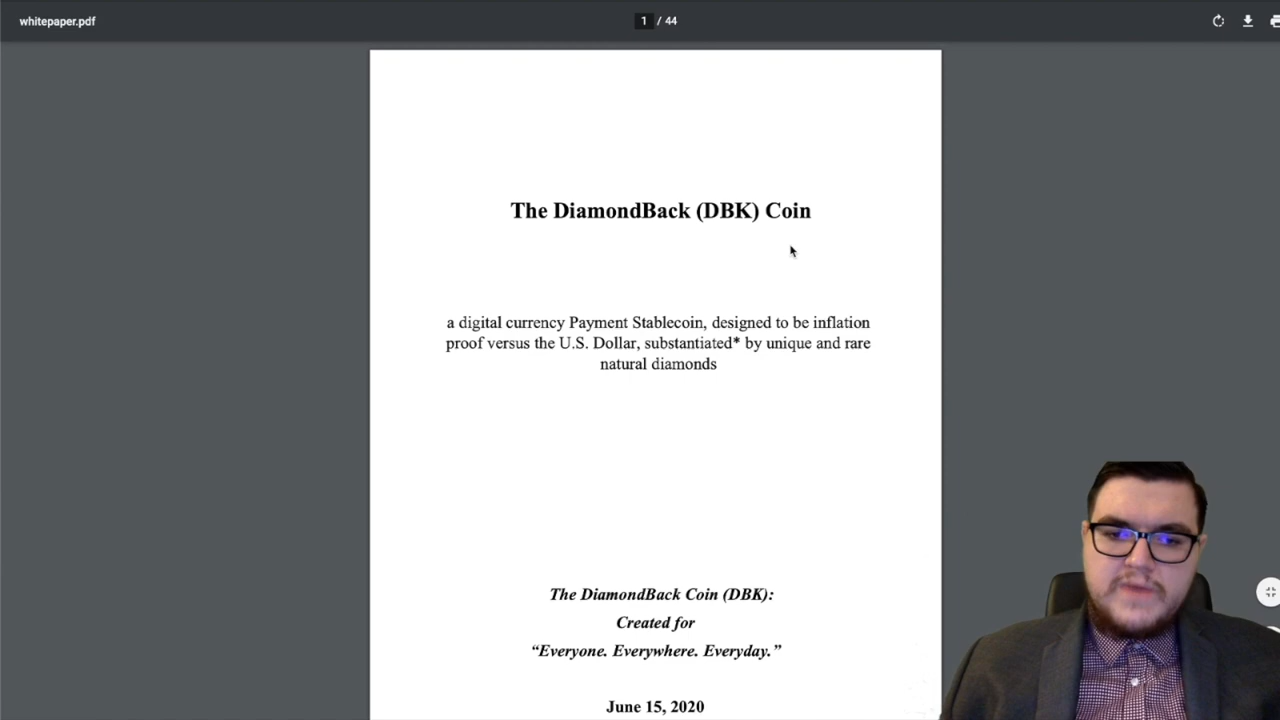 whitepaper.pdf
1 / 44
The DiamondBack (DBK) Coin
a digital currency Payment Stablecoin, designed to be inflation
proof versus the U.S. Dollar, substantiated* by unique and rare
natural diamonds
The DiamondBack Coin (DBK):
Created for
“Everyone. Everywhere. Everyday.”
June 15, 2020